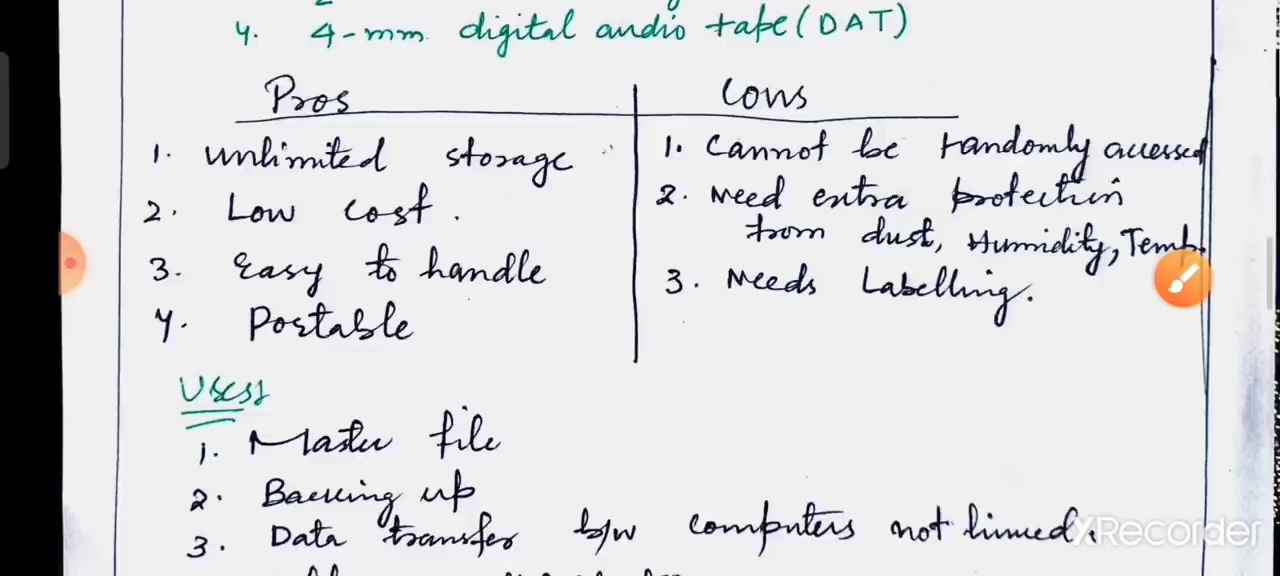 4. 4-mm digital audio tape (DAT)
Pros
Cons
1. Unlimited storage
2. Low cost.
3. Easy to handle
4. Portable
1. Cannot be randomly accessed
2. Need extra protection
from dust, Humidity, Temp.
3. Needs Labelling.
Uses
1. Master file
2. Backing up
3. Data transfer b/w computers not linked.
XRecorder